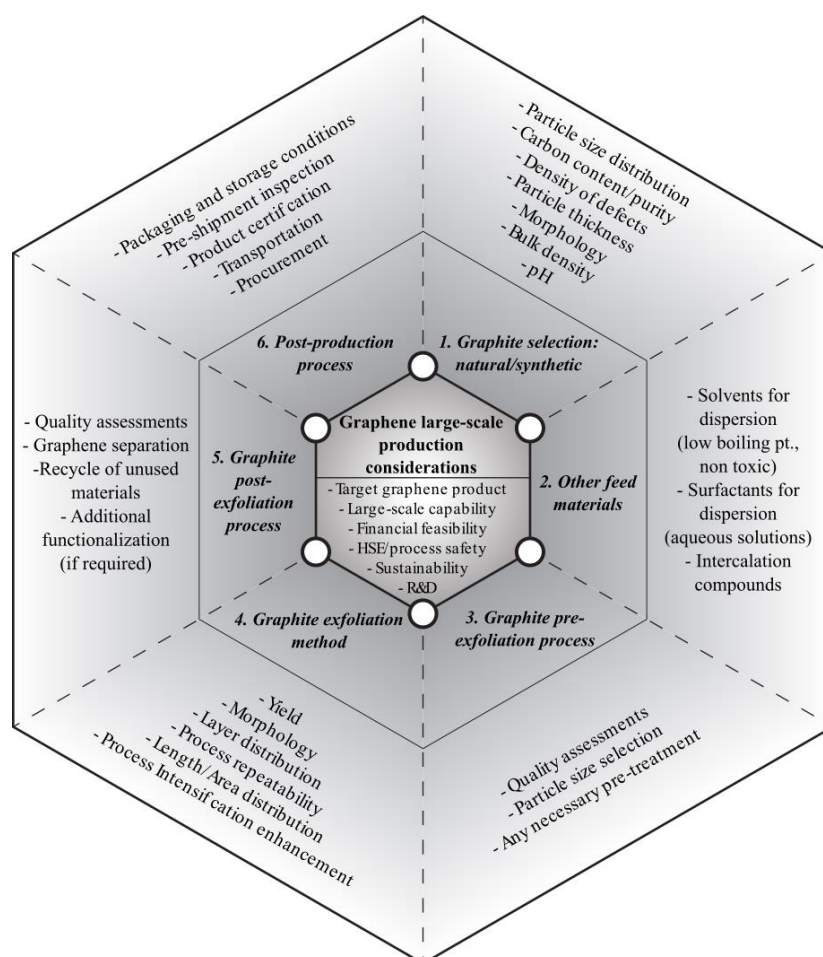 Graphene large-scale
production
considerations
- Target graphene product
- Large-scale capability
- Financial feasibility
- HSE/process safety
- Sustainability
- R&D
1. Graphite selection:
natural/synthetic
- Particle size distribution
- Carbon content/purity
- Density of defects
- Particle thickness
- Morphology
- Bulk density
- pH
2. Other feed
materials
- Solvents for
dispersion
(low boiling pt.,
non toxic)
- Surfactants for
dispersion
(aqueous solutions)
- Intercalation
compounds
3. Graphite pre-
exfoliation process
- Quality assessments
- Particle size selection
- Any necessary pre-treatment
4. Graphite exfoliation
method
- Yield
- Morphology
- Layer distribution
- Process repeatability
- Length/Area distribution
- Process Intensif cation enhancement
5. Graphite
post-
exfoliation
process
- Quality assessments
- Graphene separation
-Recycle of unused
materials
- Additional
functionalization
(if required)
6. Post-production
process
- Packaging and storage conditions
- Pre-shipment inspection
- Product certif cation
- Transportation
- Procurement